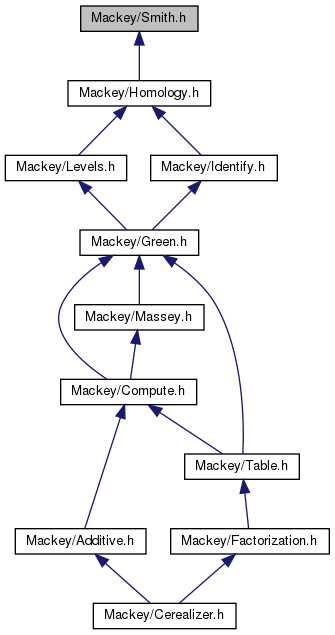 Mackey/Smith.h
Mackey/Homology.h
Mackey/Levels.h
Mackey/Identify.h
Mackey/Green.h
Mackey/Massey.h
Mackey/Compute.h
Mackey/Table.h
Mackey/Additive.h
Mackey/Factorization.h
Mackey/Cerealizer.h